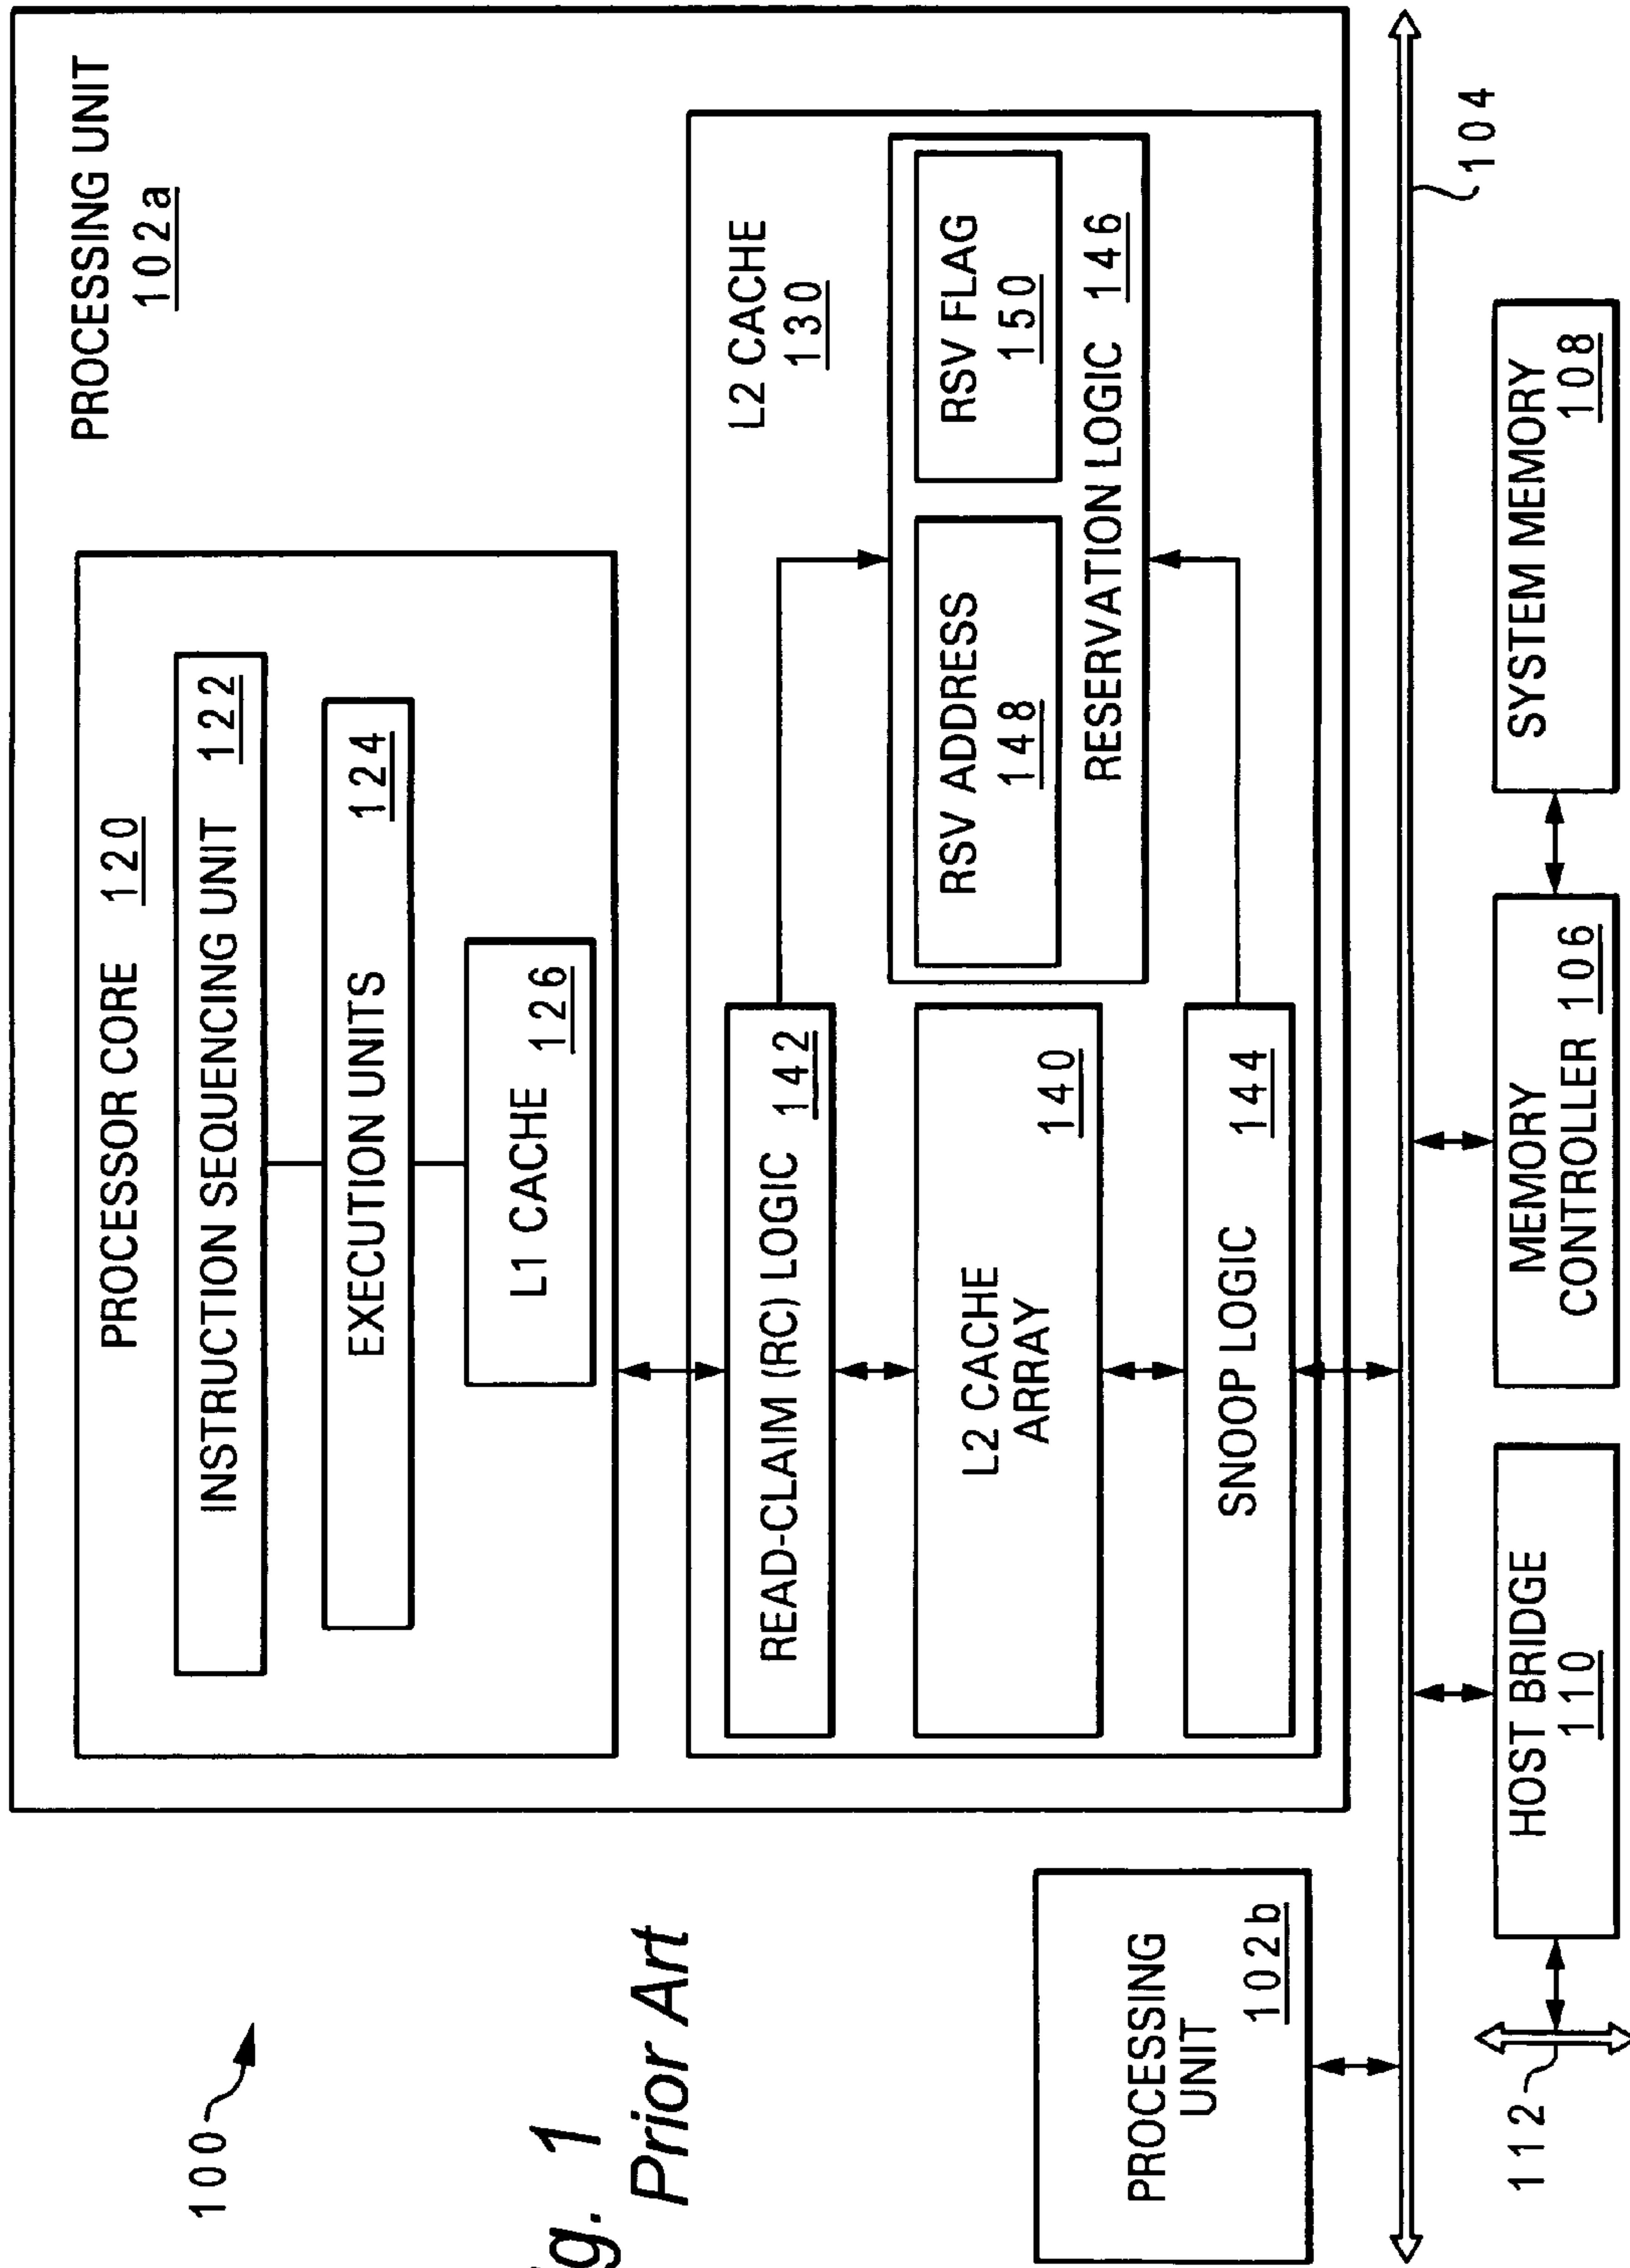 100
PROCESSING UNIT
102a
PROCESSOR CORE 120
INSTRUCTION SEQUENCING UNIT 122
EXECUTION UNITS 124
L1 CACHE 126
L2 CACHE
130
READ-CLAIM (RC) LOGIC 142
L2 CACHE
ARRAY
140
SNOOP LOGIC 144
RSV ADDRESS
148
RSV FLAG
150
RESERVATION LOGIC 146
PROCESSING
UNIT
102b
104
HOST BRIDGE
110
112
MEMORY
CONTROLLER 106
SYSTEM MEMORY
108
1
Prior Art